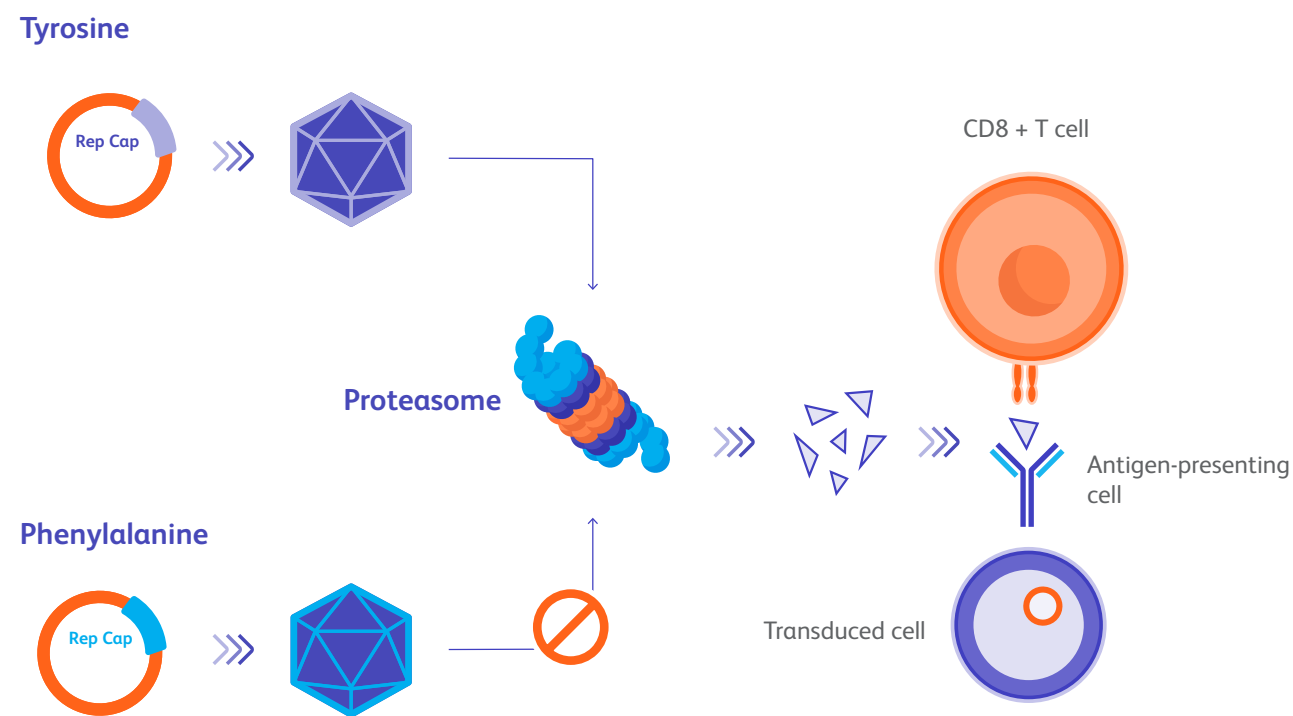 Tyrosine
Rep Cap
CD8 + T cell
Proteasome
Antigen-presenting
cell
Phenylalanine
Rep Cap
Transduced cell